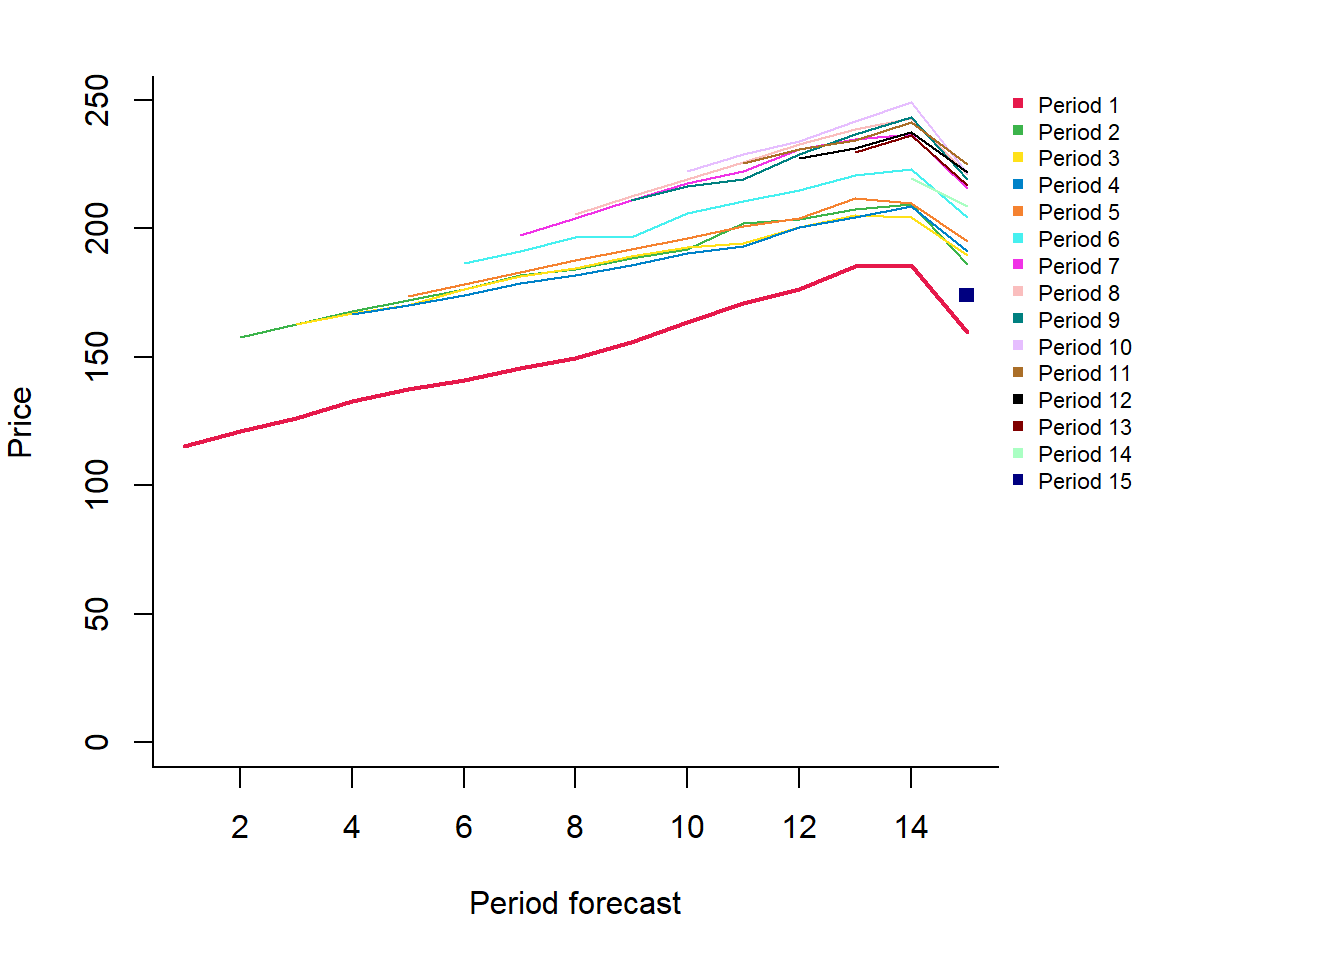 250
200
150
100
50
0
Price
2 4 6 8 10 12 14
Period forecast
Period 1
Period 2
Period 3
Period 4
Period 5
Period 6
Period 7
Period 8
Period 9
Period 10
Period 11
Period 12
Period 13
Period 14
Period 15